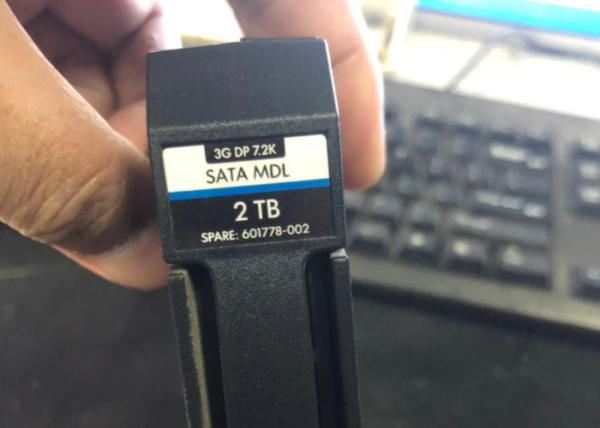 3G DP 7.2K
SATA MDL
2 TB
SPARE: 601778-002